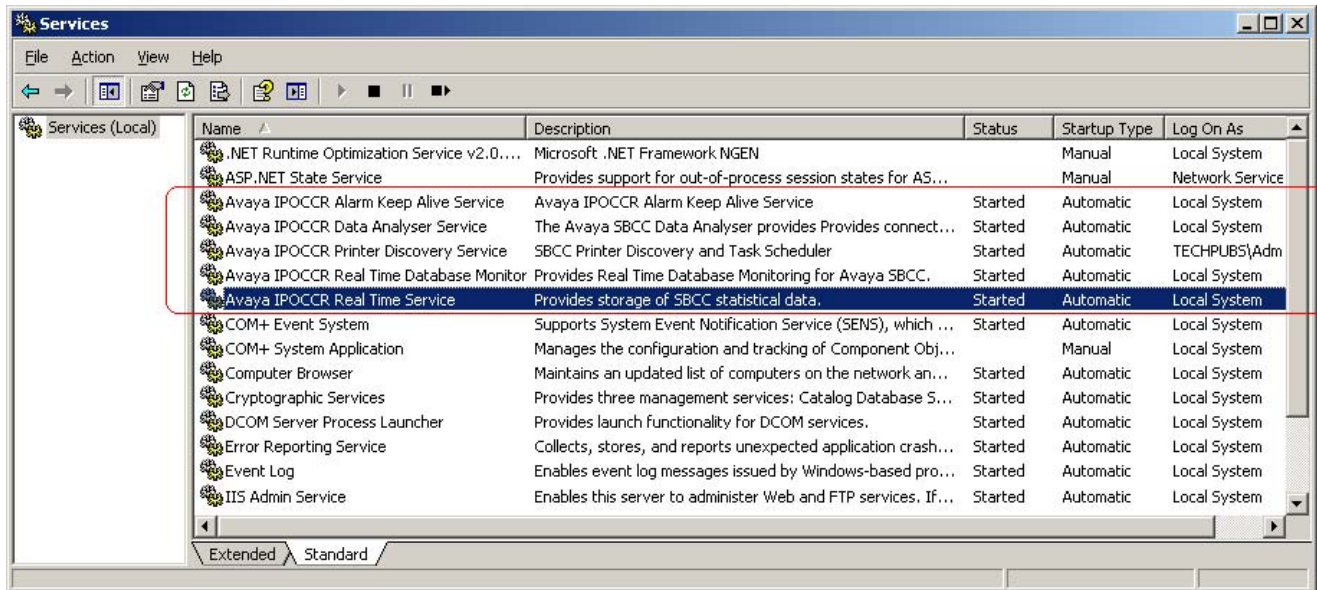 Services
File Action View Help
Services (Local)
Name Description Status Startup Type Log On As
.NET Runtime Optimization Service v2.0.... Microsoft .NET Framework NGEN Manual Local System
ASP.NET State Service Provides support for out-of-process session states for AS... Manual Network Service
Avaya IPOCCR Alarm Keep Alive Service Avaya IPOCCR Alarm Keep Alive Service Started Automatic Local System
Avaya IPOCCR Data Analyser Service The Avaya SBCC Data Analyser provides Provides connect... Started Automatic Local System
Avaya IPOCCR Printer Discovery Service SBCC Printer Discovery and Task Scheduler Started Automatic TECHPUBS\Adm
Avaya IPOCCR Real Time Database Monitor Provides Real Time Database Monitoring for Avaya SBCC. Started Automatic Local System
Avaya IPOCCR Real Time Service Provides storage of SBCC statistical data. Started Automatic Local System
COM+ Event System Supports System Event Notification Service (SENS), which ... Started Automatic Local System
COM+ System Application Manages the configuration and tracking of Component Obj... Manual Local System
Computer Browser Maintains an updated list of computers on the network an... Started Automatic Local System
Cryptographic Services Provides three management services: Catalog Database S... Started Automatic Local System
DCOM Server Process Launcher Provides launch functionality for DCOM services. Started Automatic Local System
Error Reporting Service Collects, stores, and reports unexpected application crash... Started Automatic Local System
Event Log Enables event log messages issued by Windows-based pro... Started Automatic Local System
IIS Admin Service Enables this server to administer Web and FTP services. If... Started Automatic Local System
Extended Standard